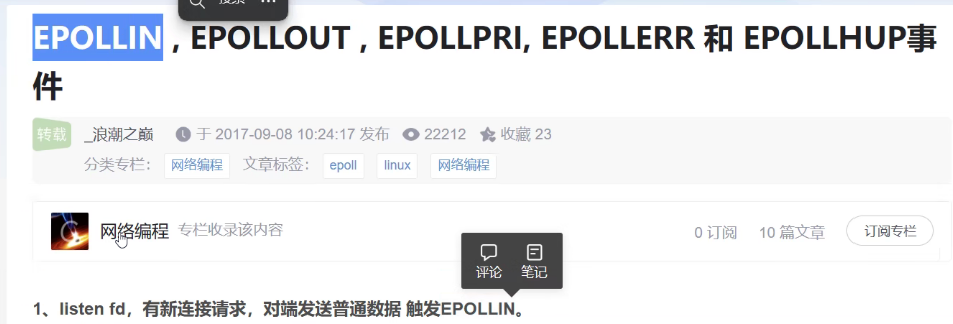 搜索 ...
EPOLLIN , EPOLLOUT , EPOLLPRI, EPOLLERR 和 EPOLLHUP事
件
转载 _浪潮之巅 于 2017-09-08 10:24:17 发布 22212 收藏 23
分类专栏： 网络编程 文章标签： epoll linux 网络编程
网络编程 专栏收录该内容 0 订阅 10 篇文章 订阅专栏
评论 笔记
1、listen fd，有新连接请求，对端发送普通数据 触发EPOLLIN。